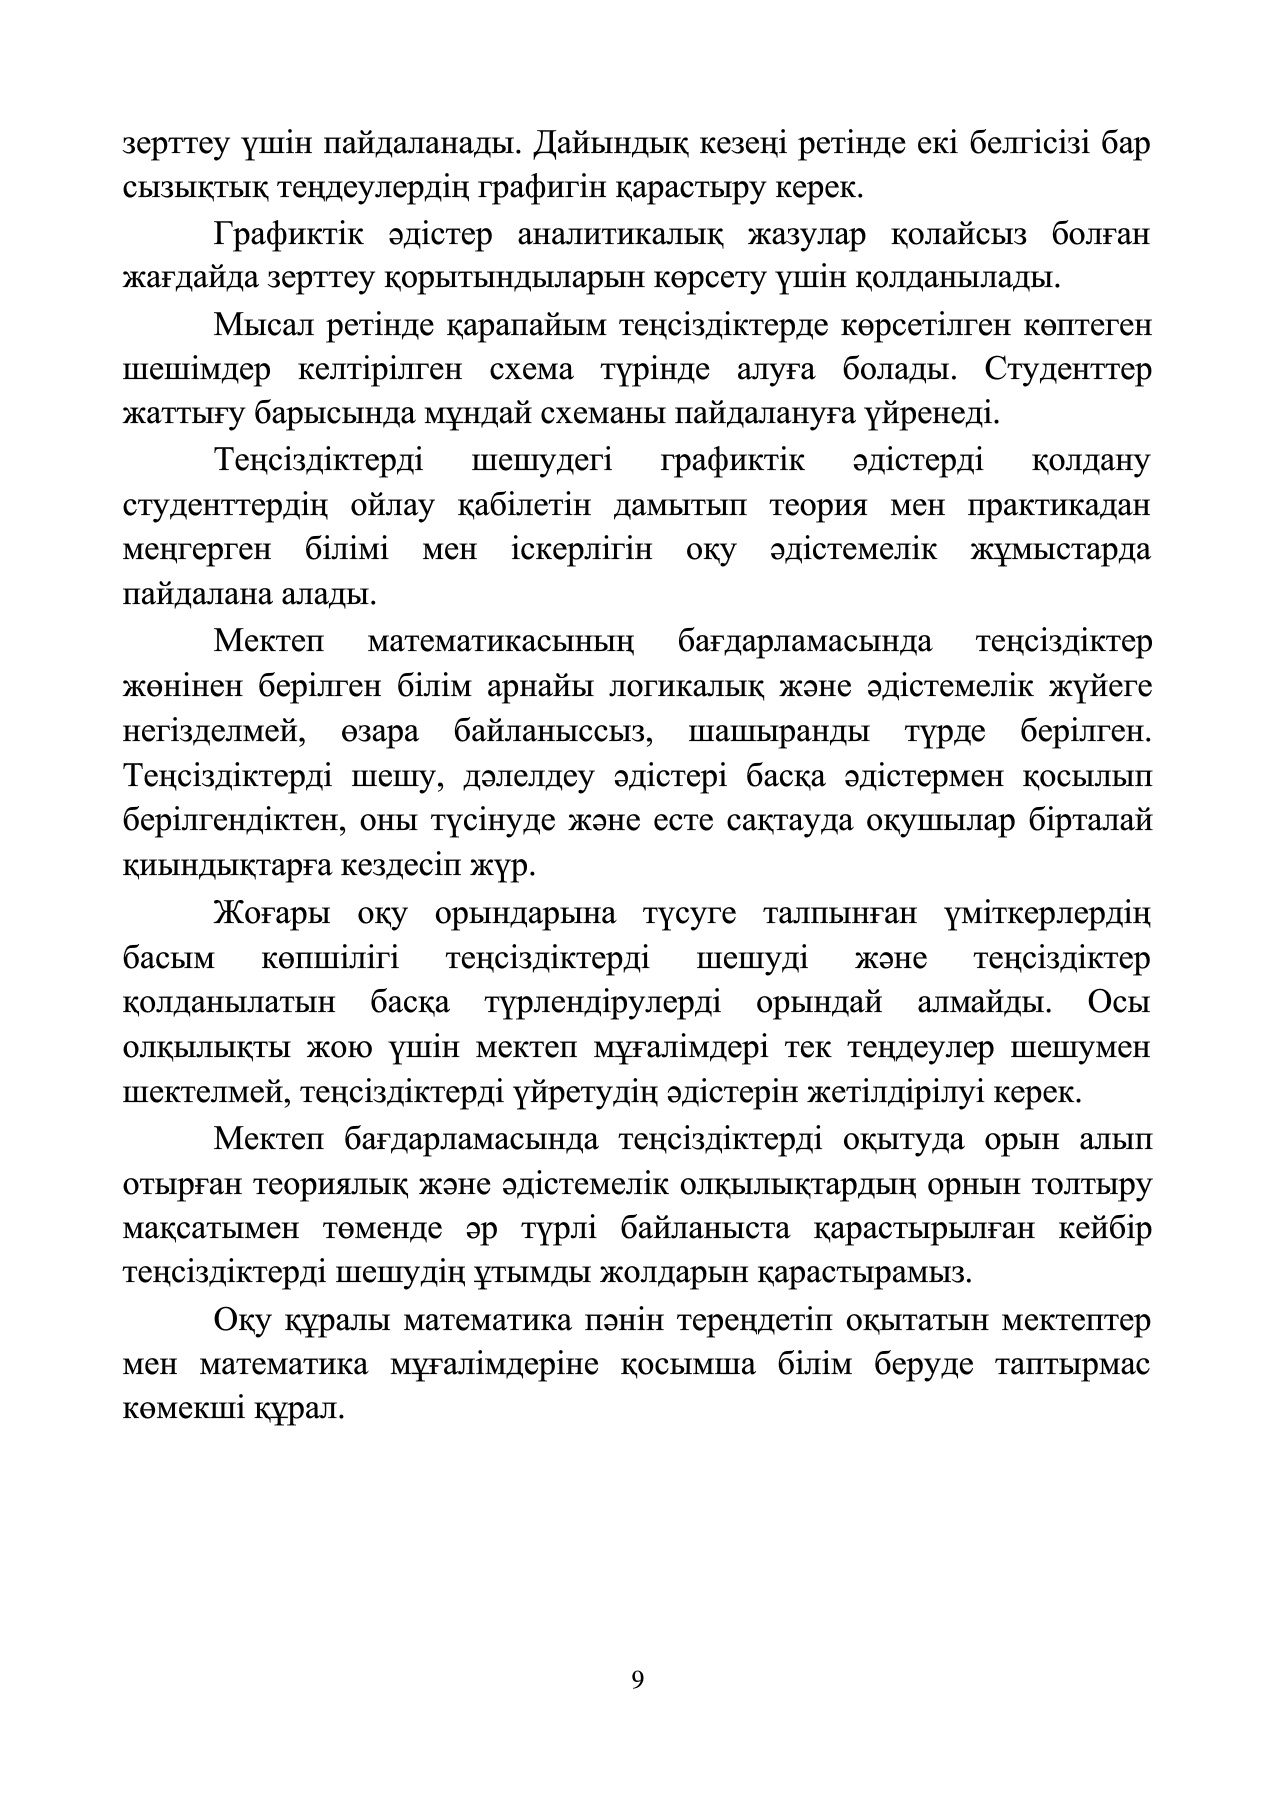 зерттеу үшін пайдаланады. Дайындық кезеңі ретінде екі белгісізі бар
сызықтық теңдеулердің графигін қарастыру керек.
Графиктік әдістер аналитикалық жазулар қолайсыз болған
жағдайда зерттеу қорытындыларын көрсету үшін қолданылады.
Мысал ретінде қарапайым теңсіздіктерде көрсетілген көптеген
шешімдер келтірілген схема түрінде алуға болады. Студенттер
жаттығу барысында мұндай схеманы пайдалануға үйренеді.
Теңсіздіктерді шешудегі графиктік әдістерді қолдану
студенттердің ойлау қабілетін дамытып теория мен практикадан
меңгерген білімі мен іскерлігін оқу әдістемелік жұмыстарда
пайдалана алады.
Мектеп математикасының бағдарламасында теңсіздіктер
жөнінен берілген білім арнайы логикалық және әдістемелік жүйеге
негізделмей, өзара байланыссыз, шашыранды түрде берілген.
Теңсіздіктерді шешу, дәлелдеу әдістері басқа әдістермен қосылып
берілгендіктен, оны түсінуде және есте сақтауда оқушылар бірталай
қиындықтарға кездесіп жүр.
Жоғары оқу орындарына түсуге талпынған үміткерлердің
басым көпшілігі теңсіздіктерді шешуді және теңсіздіктер
қолданылатын басқа түрлендірулерді орындай алмайды. Осы
олқылықты жою үшін мектеп мұғалімдері тек теңдеулер шешумен
шектелмей, теңсіздіктерді үйретудің әдістерін жетілдірілуі керек.
Мектеп бағдарламасында теңсіздіктерді оқытуда орын алып
отырған теориялық және әдістемелік олқылықтардың орнын толтыру
мақсатымен төменде әр түрлі байланыста қарастырылған кейбір
теңсіздіктерді шешудің ұтымды жолдарын қарастырамыз.
Оқу құралы математика пәнін тереңдетіп оқытатын мектептер
мен математика мұғалімдеріне қосымша білім беруде таптырмас
көмекші құрал.
9